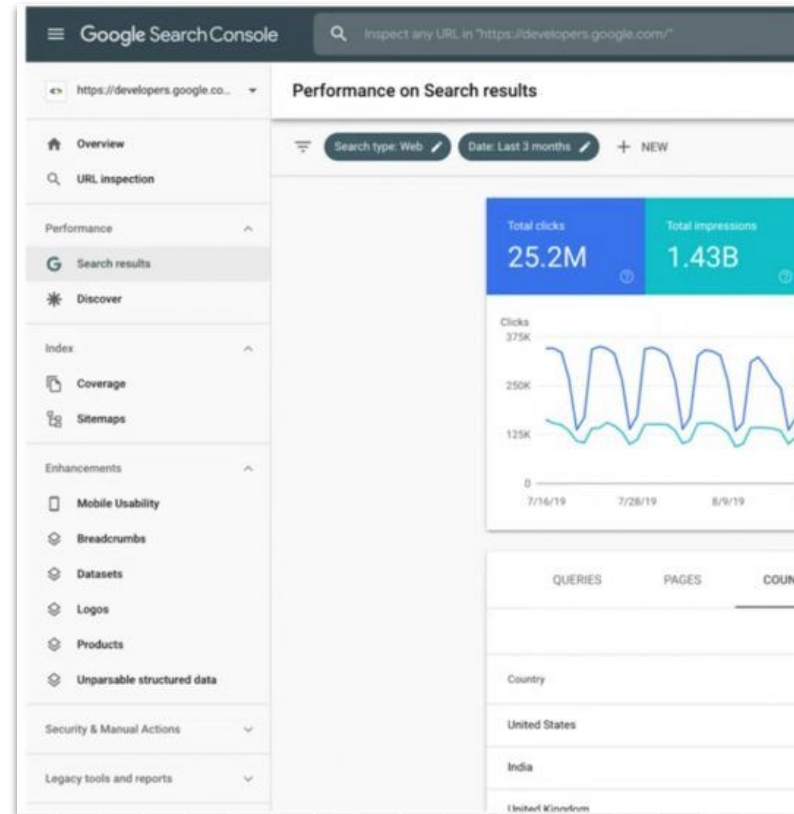 Google Search Console
Inspect any URL in "https://developers.google.com/"
https://developers.google.co...
Overview
URL inspection
Performance
Search results
Discover
Index
Coverage
Sitemaps
Enhancements
Mobile Usability
Breadcrumbs
Datasets
Logos
Products
Unparsable structured data
Security & Manual Actions
Legacy tools and reports
Performance on Search results
Search type: Web
Date: Last 3 months
+ NEW
Total clicks
25.2M
Total impressions
1.43B
Clicks
375K
250K
125K
0
7/16/19 7/28/19 8/9/19
QUERIES PAGES COUN
Country
United States
India
United Kingdom